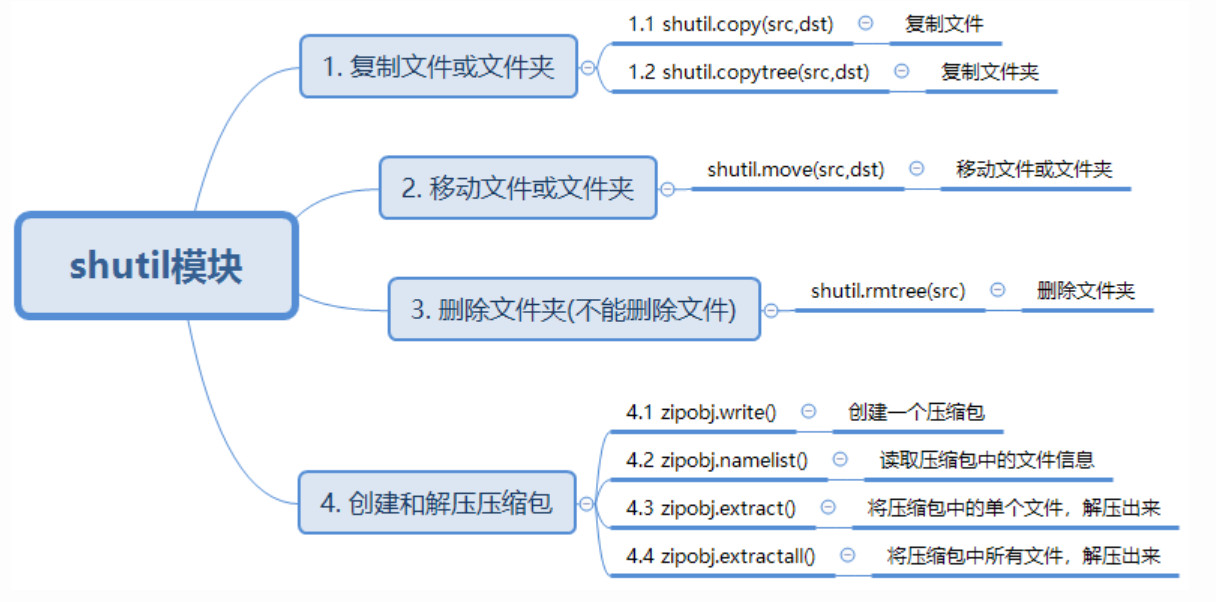 shutil模块
1. 复制文件或文件夹
1.1 shutil.copy(src,dst) 复制文件
1.2 shutil.copytree(src,dst) 复制文件夹
2. 移动文件或文件夹
shutil.move(src,dst) 移动文件或文件夹
3. 删除文件夹(不能删除文件)
shutil.rmtree(src) 删除文件夹
4. 创建和解压压缩包
4.1 zipobj.write() 创建一个压缩包
4.2 zipobj.namelist() 读取压缩包中的文件信息
4.3 zipobj.extract() 将压缩包中的单个文件，解压出来
4.4 zipobj.extractall() 将压缩包中所有文件，解压出来